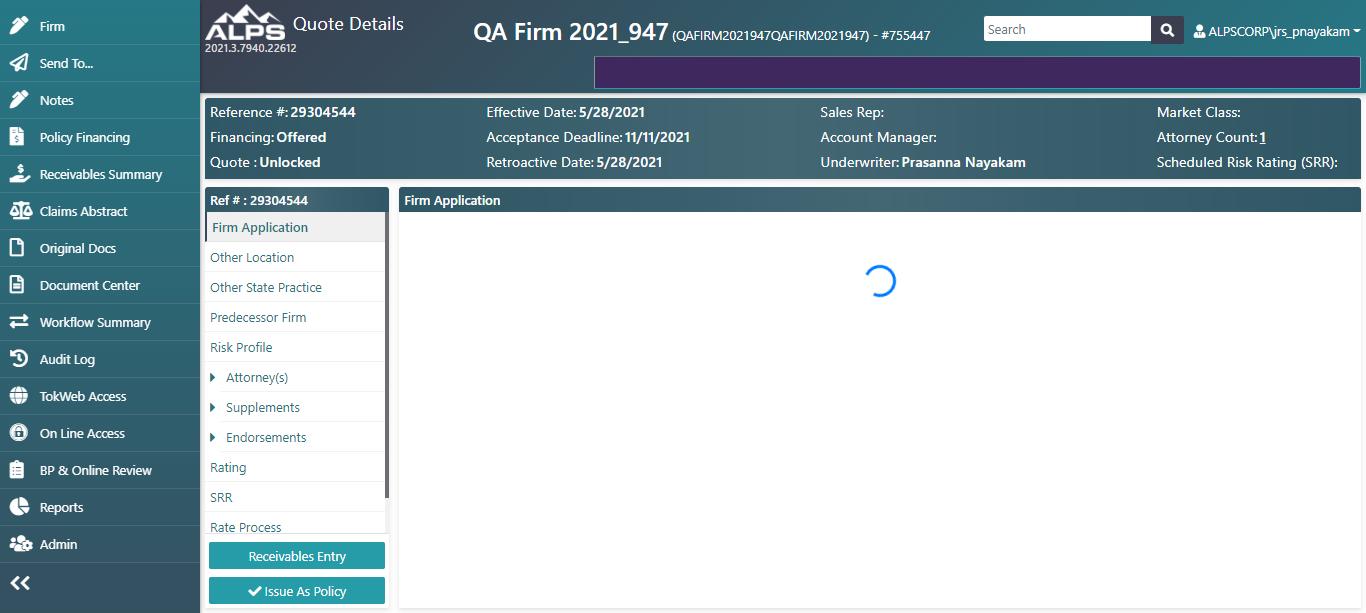 Firm
Send To...
Notes
Policy Financing
Receivables Summary
Claims Abstract
Original Docs
Document Center
Workflow Summary
Audit Log
TokWeb Access
On Line Access
BP & Online Review
Reports
Admin
ALPS
2021.3.7940.22612
Quote Details
QA Firm 2021_947 (QAFIRM2021947QAFIRM2021947) - #755447
Search
ALPSCORP\jrs_pnayakam
Reference #: 29304544
Financing: Offered
Quote : Unlocked
Effective Date: 5/28/2021
Acceptance Deadline: 11/11/2021
Retroactive Date: 5/28/2021
Sales Rep:
Account Manager:
Underwriter: Prasanna Nayakam
Market Class:
Attorney Count: 1
Scheduled Risk Rating (SRR):
Ref # : 29304544
Firm Application
Other Location
Other State Practice
Predecessor Firm
Risk Profile
Attorney(s)
Supplements
Endorsements
Rating
SRR
Rate Process
Receivables Entry
Issue As Policy
Firm Application